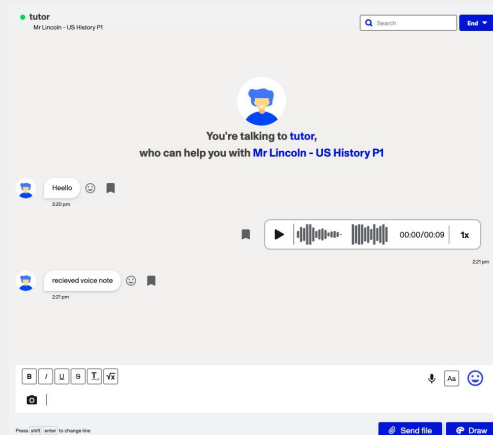 tutor
Mr Lincoln - US History P1
Search
End
You're talking to tutor,
who can help you with Mr Lincoln - US History P1
Heello
2:20 pm
00:00/00:09 1x
2:21 pm
recieved voice note
2:21 pm
B I U S T √x
Aa
Press shift enter to change line
Send file
Draw